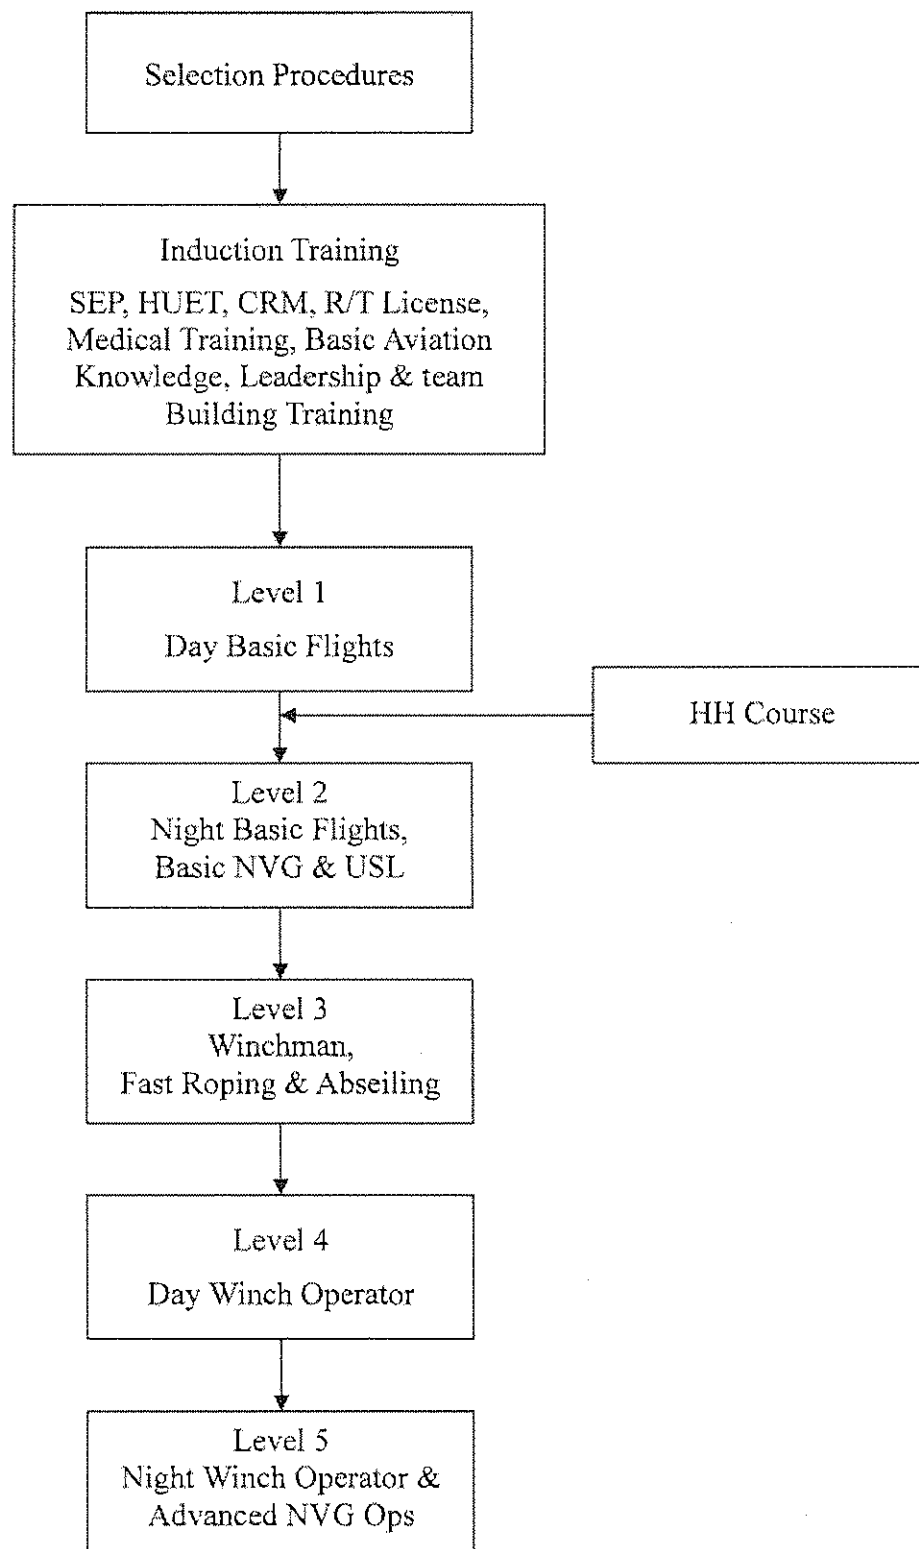 Selection Procedures
Induction Training
SEP, HUET, CRM, R/T License,
Medical Training, Basic Aviation
Knowledge, Leadership & team
Building Training
Level 1
Day Basic Flights
HH Course
Level 2
Night Basic Flights,
Basic NVG & USL
Level 3
Winchman,
Fast Roping & Abseiling
Level 4
Day Winch Operator
Level 5
Night Winch Operator &
Advanced NVG Ops